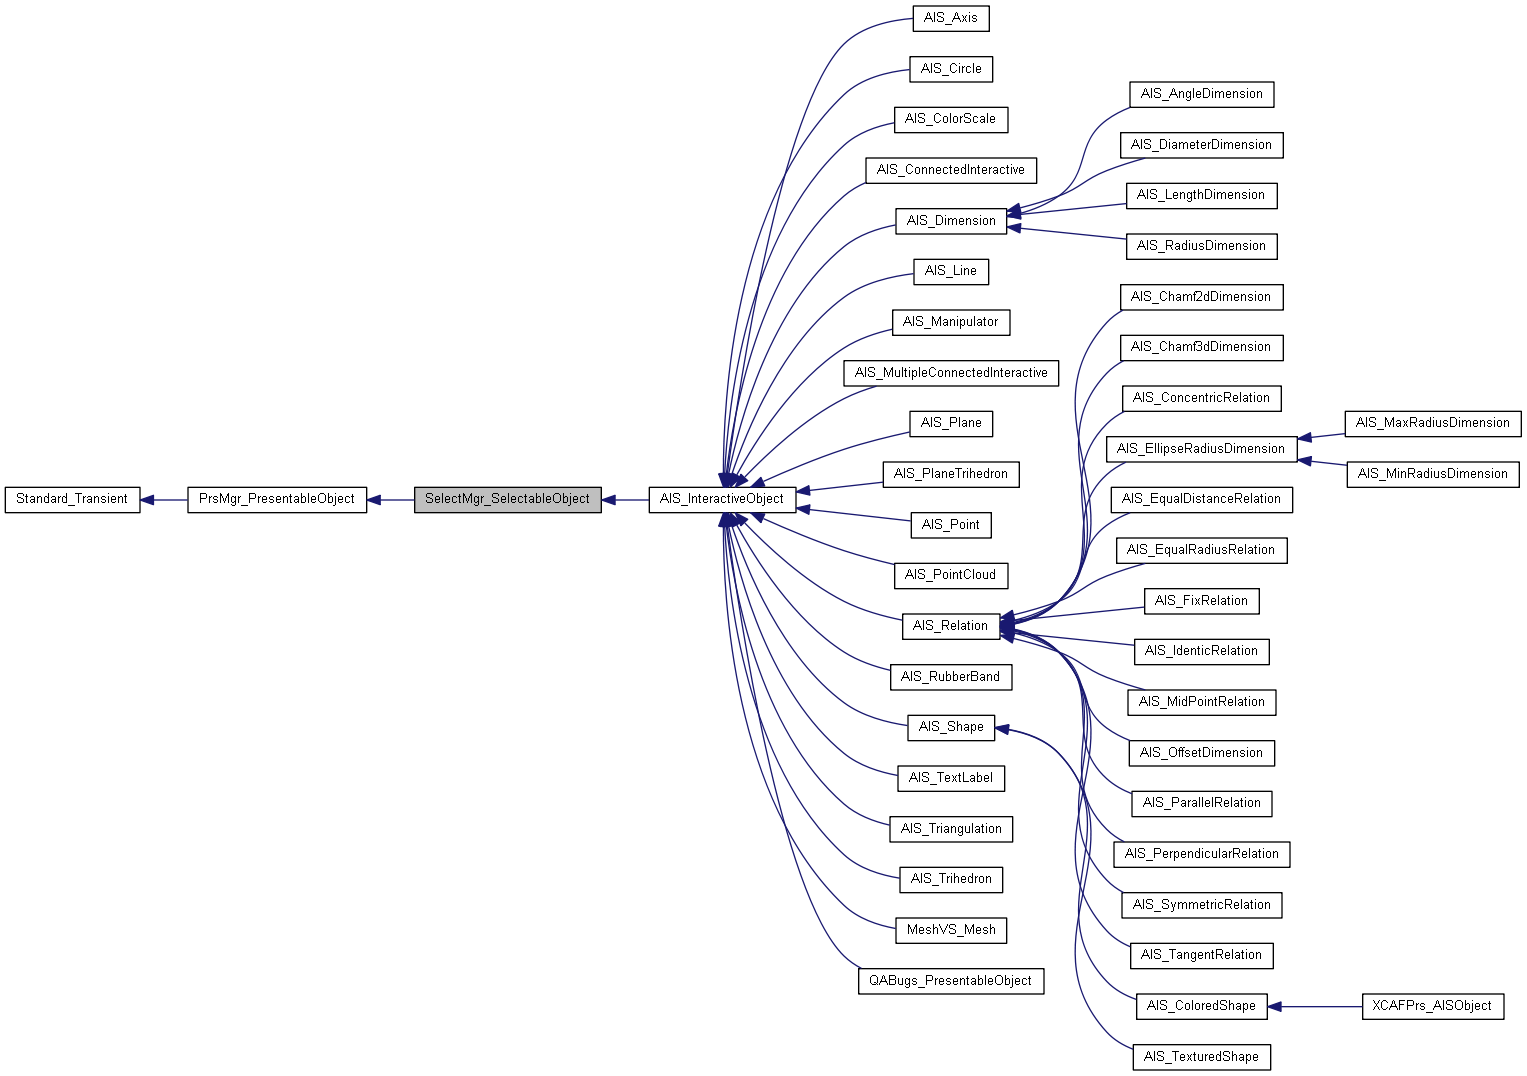 Standard_Transient
PrsMgr_PresentableObject
SelectMgr_SelectableObject
AIS_InteractiveObject
AIS_Axis
AIS_Circle
AIS_ColorScale
AIS_ConnectedInteractive
AIS_Dimension
AIS_Line
AIS_Manipulator
AIS_MultipleConnectedInteractive
AIS_Plane
AIS_PlaneTrihedron
AIS_Point
AIS_PointCloud
AIS_Relation
AIS_RubberBand
AIS_Shape
AIS_TextLabel
AIS_Triangulation
AIS_Trihedron
MeshVS_Mesh
QABugs_PresentableObject
AIS_AngleDimension
AIS_DiameterDimension
AIS_LengthDimension
AIS_RadiusDimension
AIS_Chamf2dDimension
AIS_Chamf3dDimension
AIS_ConcentricRelation
AIS_EllipseRadiusDimension
AIS_EqualDistanceRelation
AIS_EqualRadiusRelation
AIS_FixRelation
AIS_IdenticRelation
AIS_MidPointRelation
AIS_OffsetDimension
AIS_ParallelRelation
AIS_PerpendicularRelation
AIS_SymmetricRelation
AIS_TangentRelation
AIS_ColoredShape
AIS_TexturedShape
AIS_MaxRadiusDimension
AIS_MinRadiusDimension
XCAFPrs_AISObject